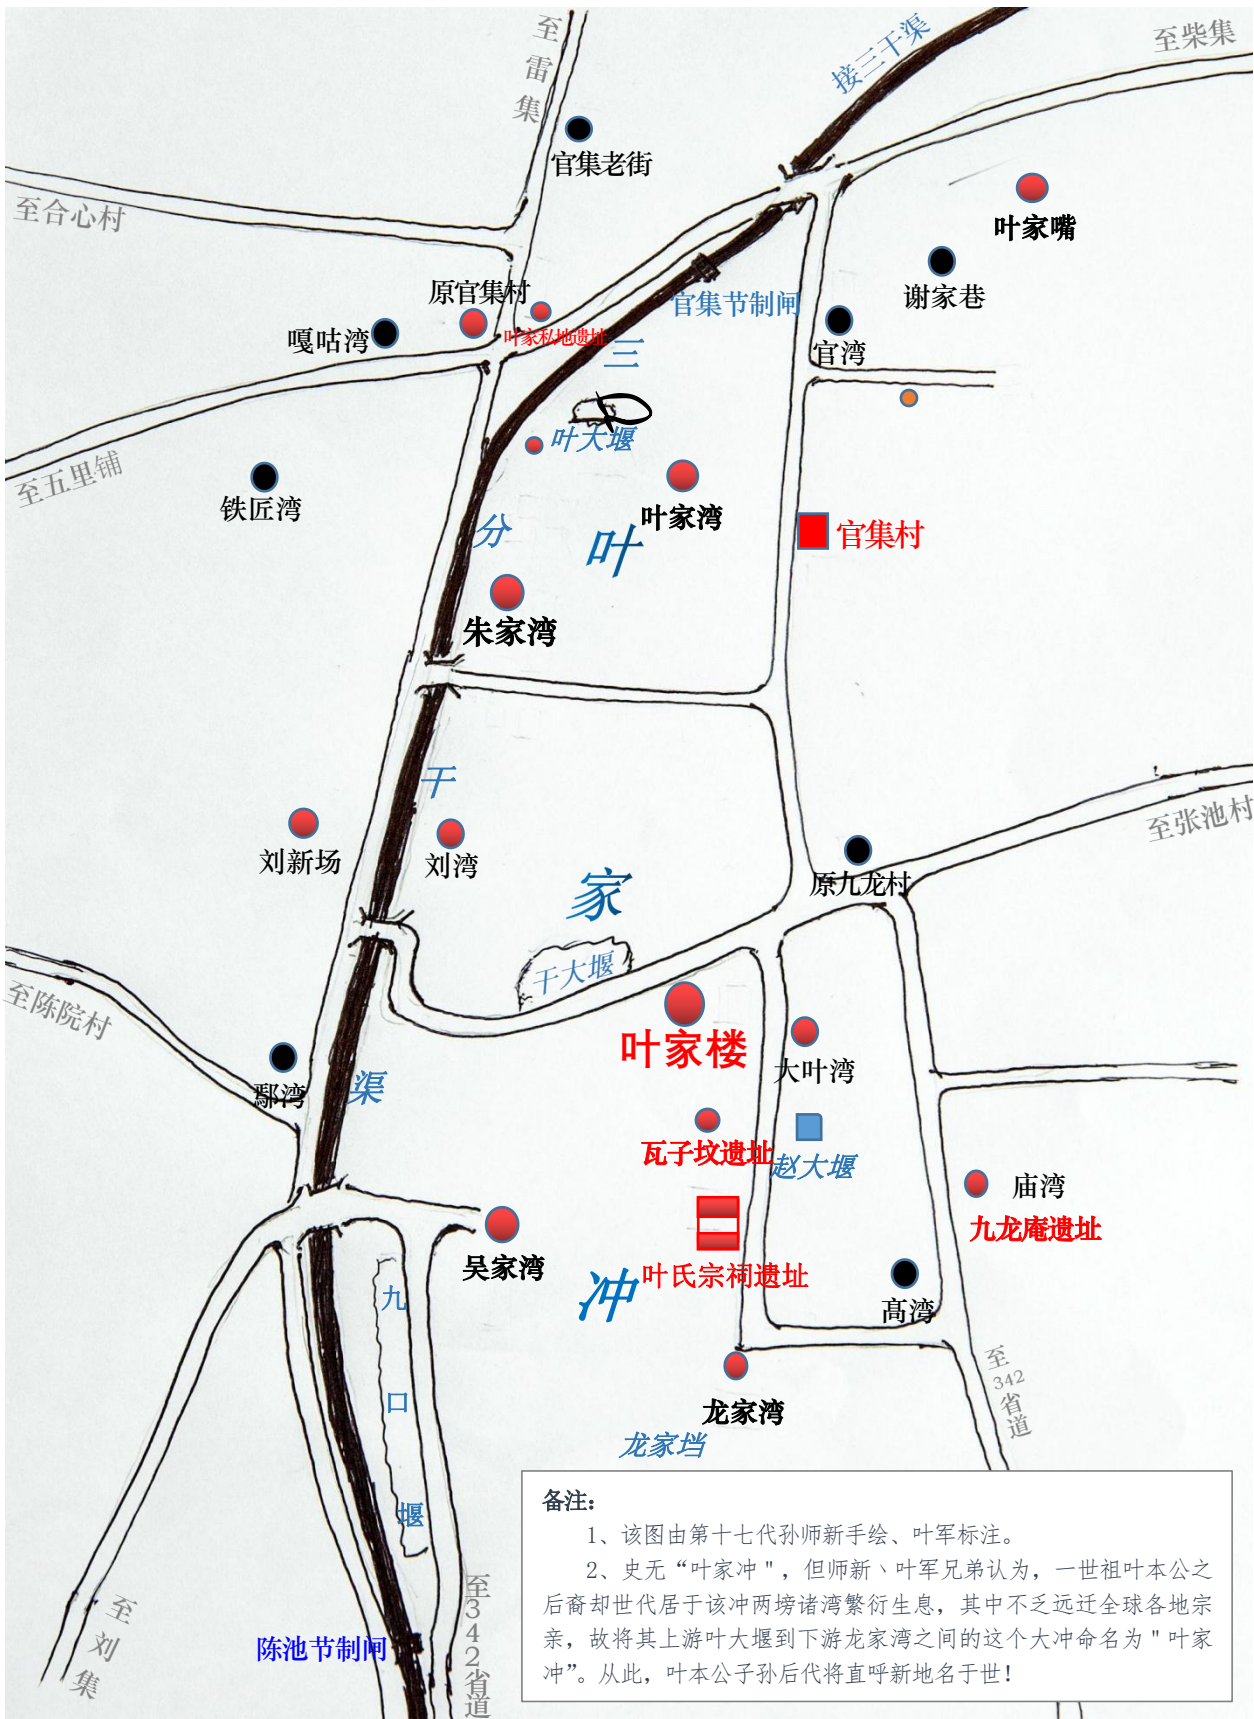 至雷集
接三干渠
至柴集
官集老街
至合心村
叶家嘴
谢家巷
原官集村
官集节制闸
叶家私地遗址
嘎咕湾
官湾
三
叶大堰
至五里铺
铁匠湾
叶家湾
分
叶
官集村
朱家湾
干
刘新场
刘湾
至张池村
原九龙村
家
干大堰
至陈院村
叶家楼
大叶湾
鄢湾
渠
瓦子坟遗址
赵大堰
庙湾
九龙庵遗址
吴家湾
叶氏宗祠遗址
九
冲
高湾
至342省道
口
龙家湾
龙家垱
堰
备注：
1、该图由第十七代孙师新手绘、叶军标注。
2、史无“叶家冲＂，但师新、叶军兄弟认为，一世祖叶本公之
后裔却世代居于该冲两塝诸湾繁衍生息，其中不乏远迁全球各地宗
亲，故将其上游叶大堰到下游龙家湾之间的这个大冲命名为＂叶家
冲”。从此，叶本公子孙后代将直呼新地名于世！
至刘集
陈池节制闸
至342省道